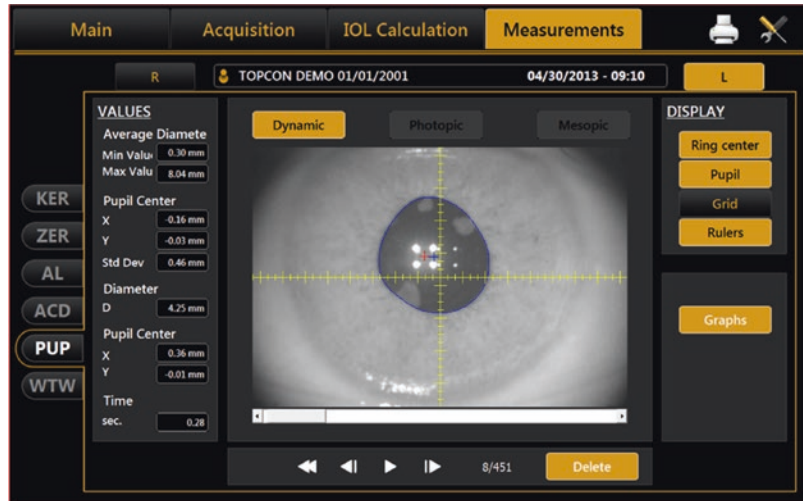 Main Acquisition IOL Calculation Measurements
R TOPCON DEMO 01/01/2001 04/30/2013 - 09:10 L
VALUES
Average Diamete
Min Valu 0.30 mm
Max Valu 8.04 mm
Pupil Center
X -0.16 mm
Y -0.03 mm
Std Dev 0.46 mm
Diameter
D 4.25 mm
Pupil Center
X 0.36 mm
Y -0.01 mm
Time
sec. 0.28
KER
ZER
AL
ACD
PUP
WTW
Dynamic Photopic Mesopic
8/451 Delete
DISPLAY
Ring center
Pupil
Grid
Rulers
Graphs